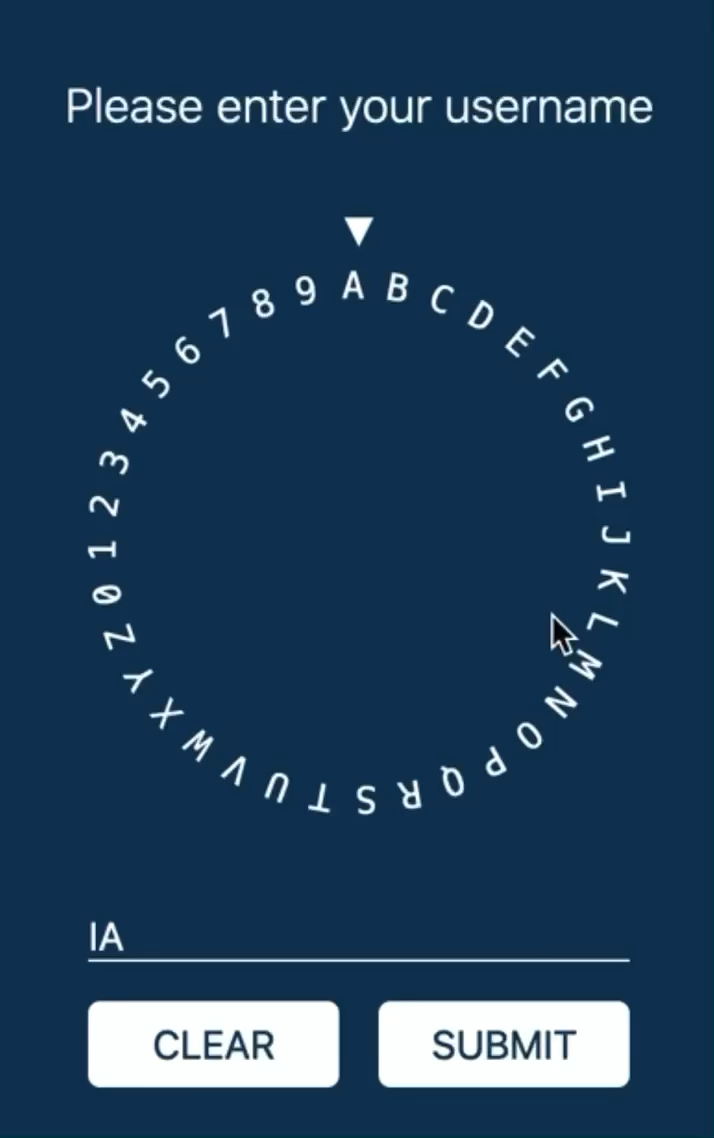 Please enter your username
A B C D E F G H I J K L M N O P Q R S T U V W X Y Z 0 1 2 3 4 5 6 7 8 9
IA
CLEAR
SUBMIT